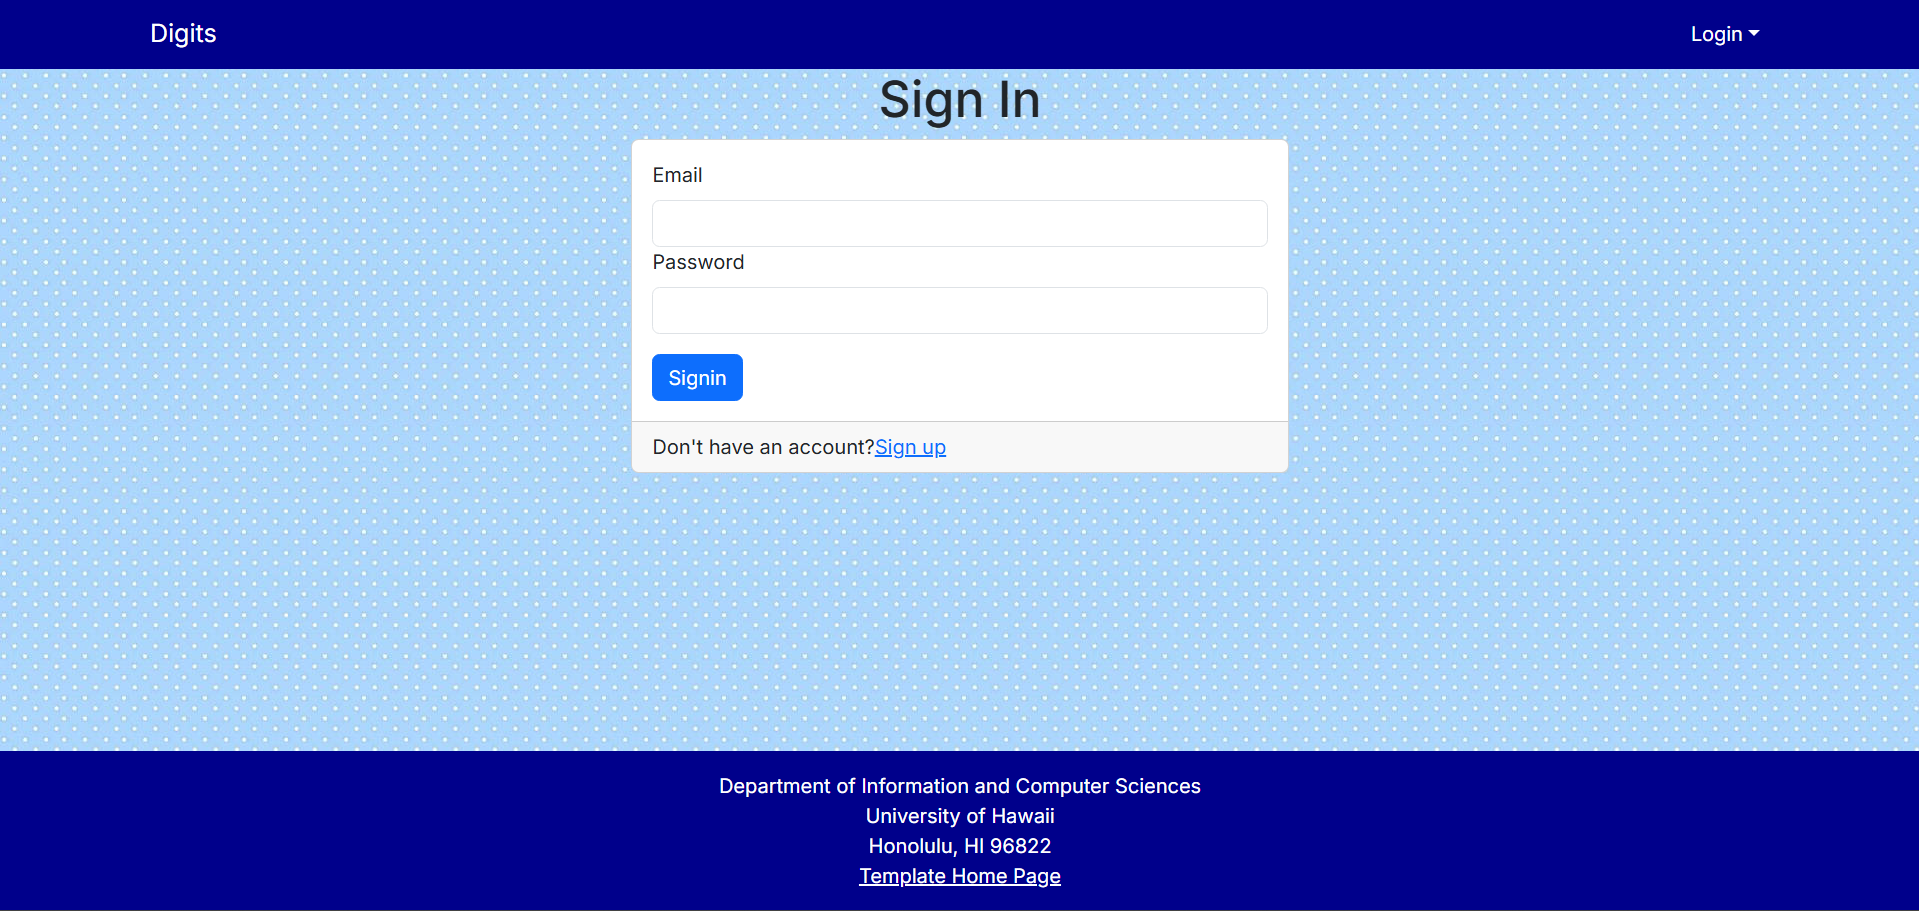 Digits
Login
Sign In
Email
Password
Signin
Don't have an account?Sign up
Department of Information and Computer Sciences
University of Hawaii
Honolulu, HI 96822
Template Home Page